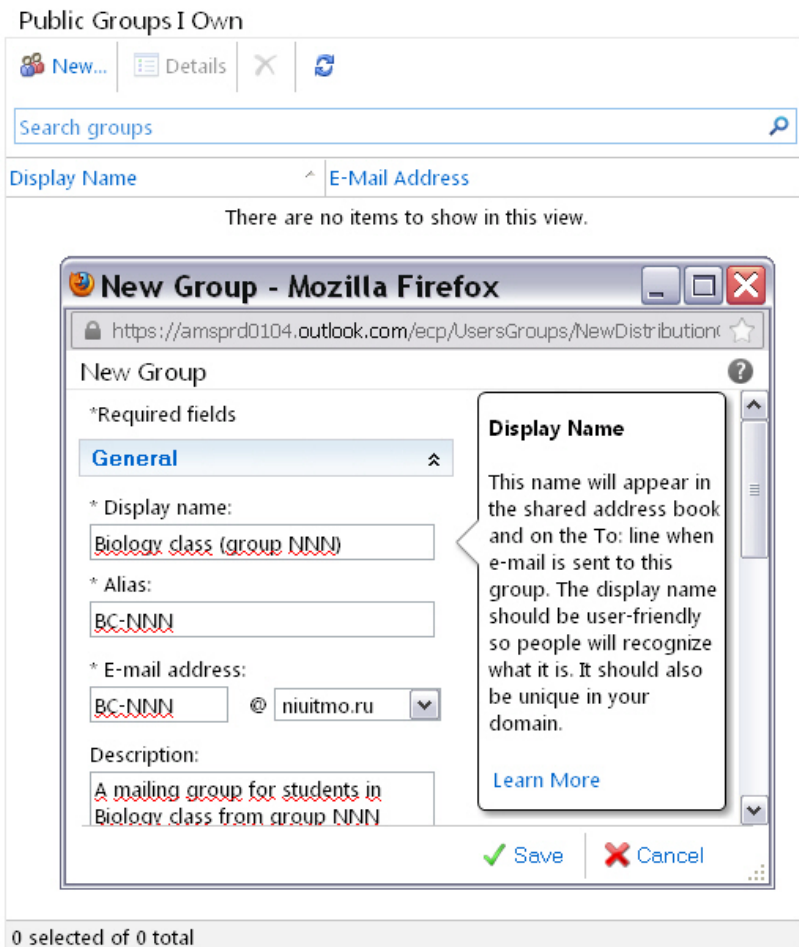 Public Groups I Own
New... Details
Search groups
Display Name E-Mail Address
There are no items to show in this view.
New Group - Mozilla Firefox
https://amsprd0104.outlook.com/ecp/UsersGroups/NewDistribution
New Group
*Required fields
General
* Display name:
Biology class (group NNN)
* Alias:
BC-NNN
* E-mail address:
BC-NNN @ niuitmo.ru
Description:
A mailing group for students in
Biology class from group NNN
Display Name
This name will appear in
the shared address book
and on the To: line when
e-mail is sent to this
group. The display name
should be user-friendly
so people will recognize
what it is. It should also
be unique in your
domain.
Learn More
Save Cancel
0 selected of 0 total